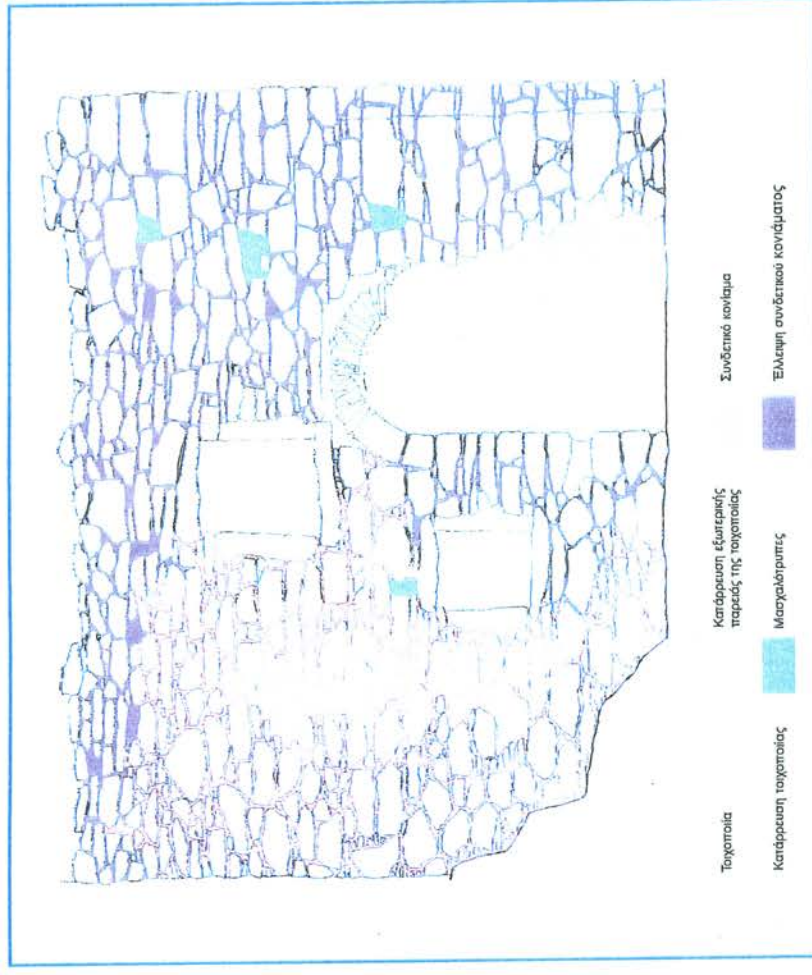 Τοιχοποιία
Κατάρρευση εξωτερικής
παρειάς της τοιχοποιίας
Συνδετικό κονίαμα
Κατάρρευση τοιχοποιίας
Μασχαλότρυπες
Έλλειψη συνδετικού κονιάματος